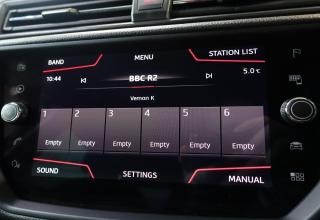 BAND MENU STATION LIST
10:44 BBC R2 5.0°C
Vernon K
1 2 3 4 5 6
Empty Empty Empty Empty Empty Empty
SOUND SETTINGS MANUAL